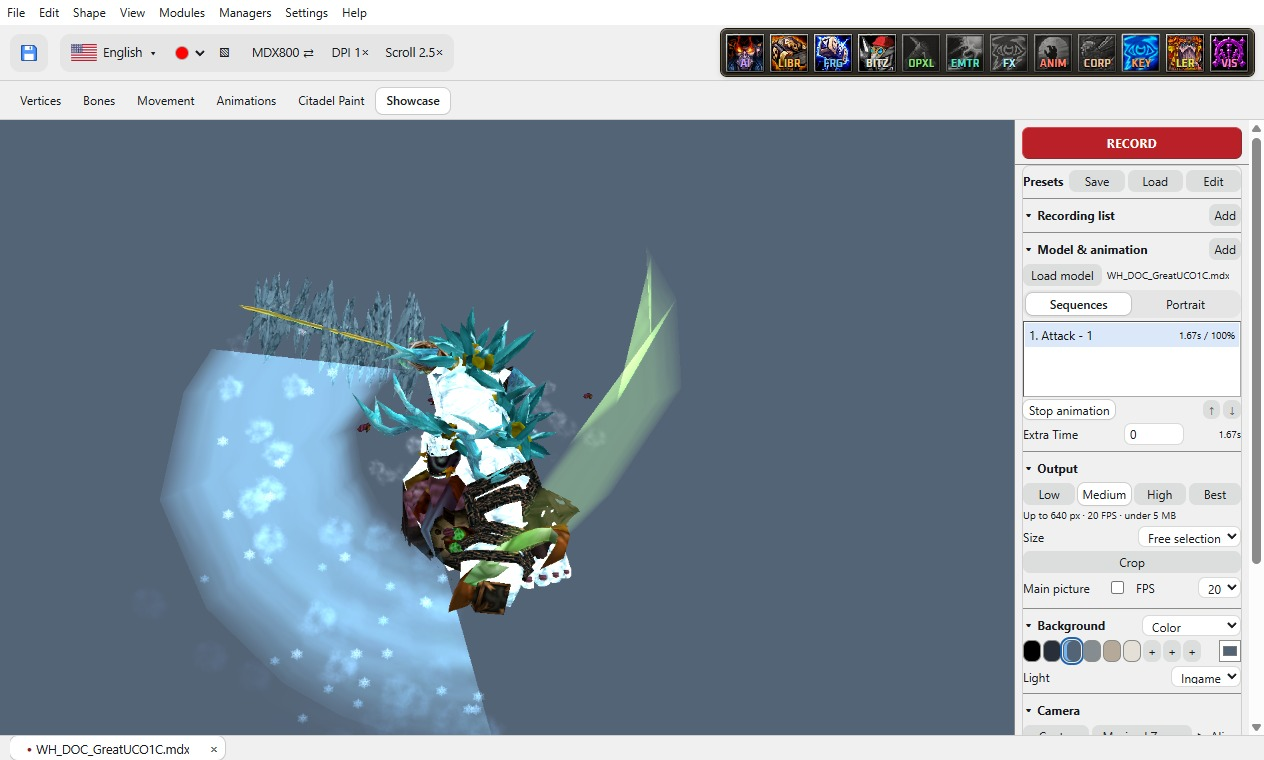 File Edit Shape View Modules Managers Settings Help
English MDX800 ⇄ DPI 1× Scroll 2.5×
AI LIBR FRG BITZ OPXL EMTR FX ANIM CORP KEY LER VIS
Vertices Bones Movement Animations Citadel Paint Showcase
RECORD
Presets Save Load Edit
Recording list Add
Model & animation Add
Load model WH_DOC_GreatUCO1C.mdx
Sequences Portrait
1. Attack - 1 1.67s / 100%
Stop animation ↑ ↓
Extra Time 0 1.67s
Output
Low Medium High Best
Up to 640 px · 20 FPS · under 5 MB
Size Free selection
Crop
Main picture FPS 20
Background Color
+ + +
Light Ingame
Camera
• WH_DOC_GreatUCO1C.mdx ×